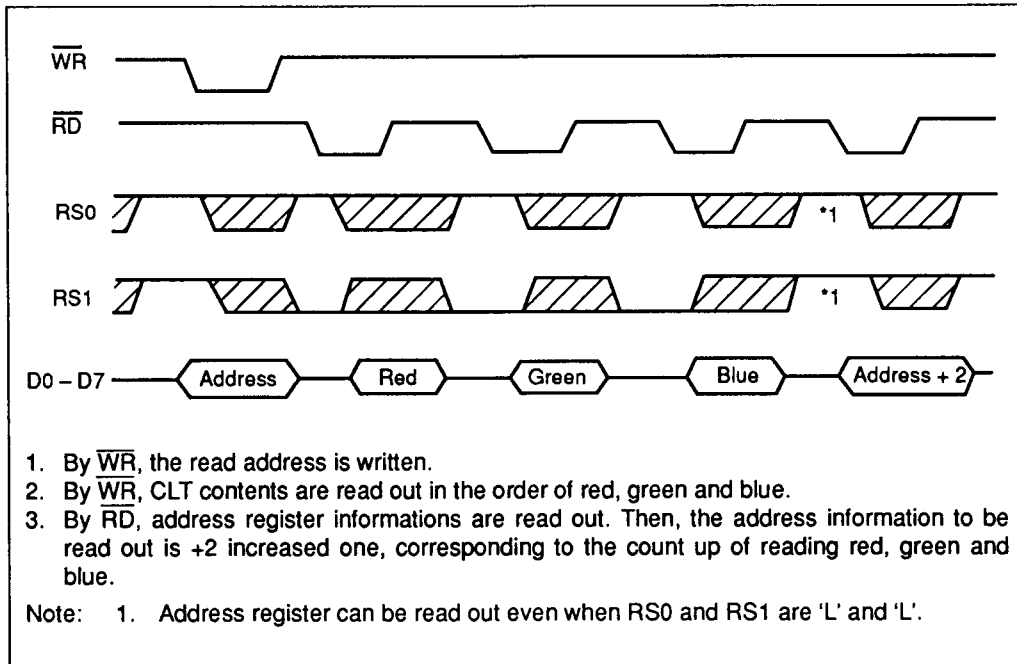 WR
RD
RS0
*1
RS1
*1
D0 – D7 Address Red Green Blue Address + 2
1. By WR, the read address is written.
2. By WR, CLT contents are read out in the order of red, green and blue.
3. By RD, address register informations are read out. Then, the address information to be
read out is +2 increased one, corresponding to the count up of reading red, green and
blue.
Note: 1. Address register can be read out even when RS0 and RS1 are ‘L’ and ‘L’.